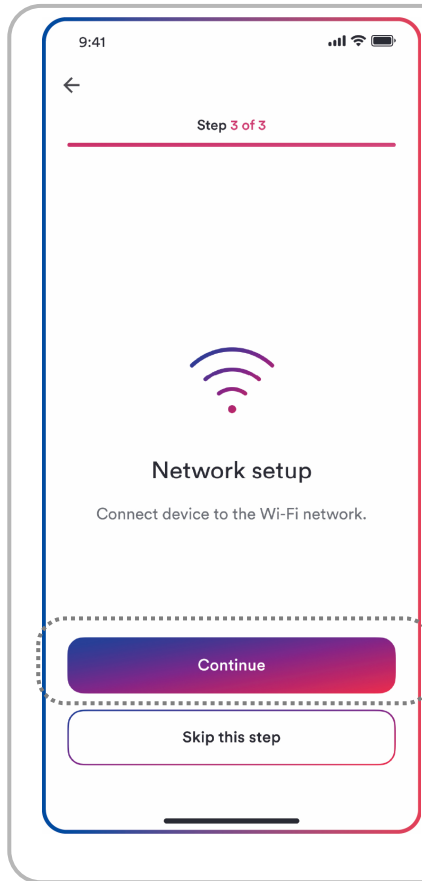 9:41
Step 3 of 3
Network setup
Connect device to the Wi-Fi network.
Continue
Skip this step